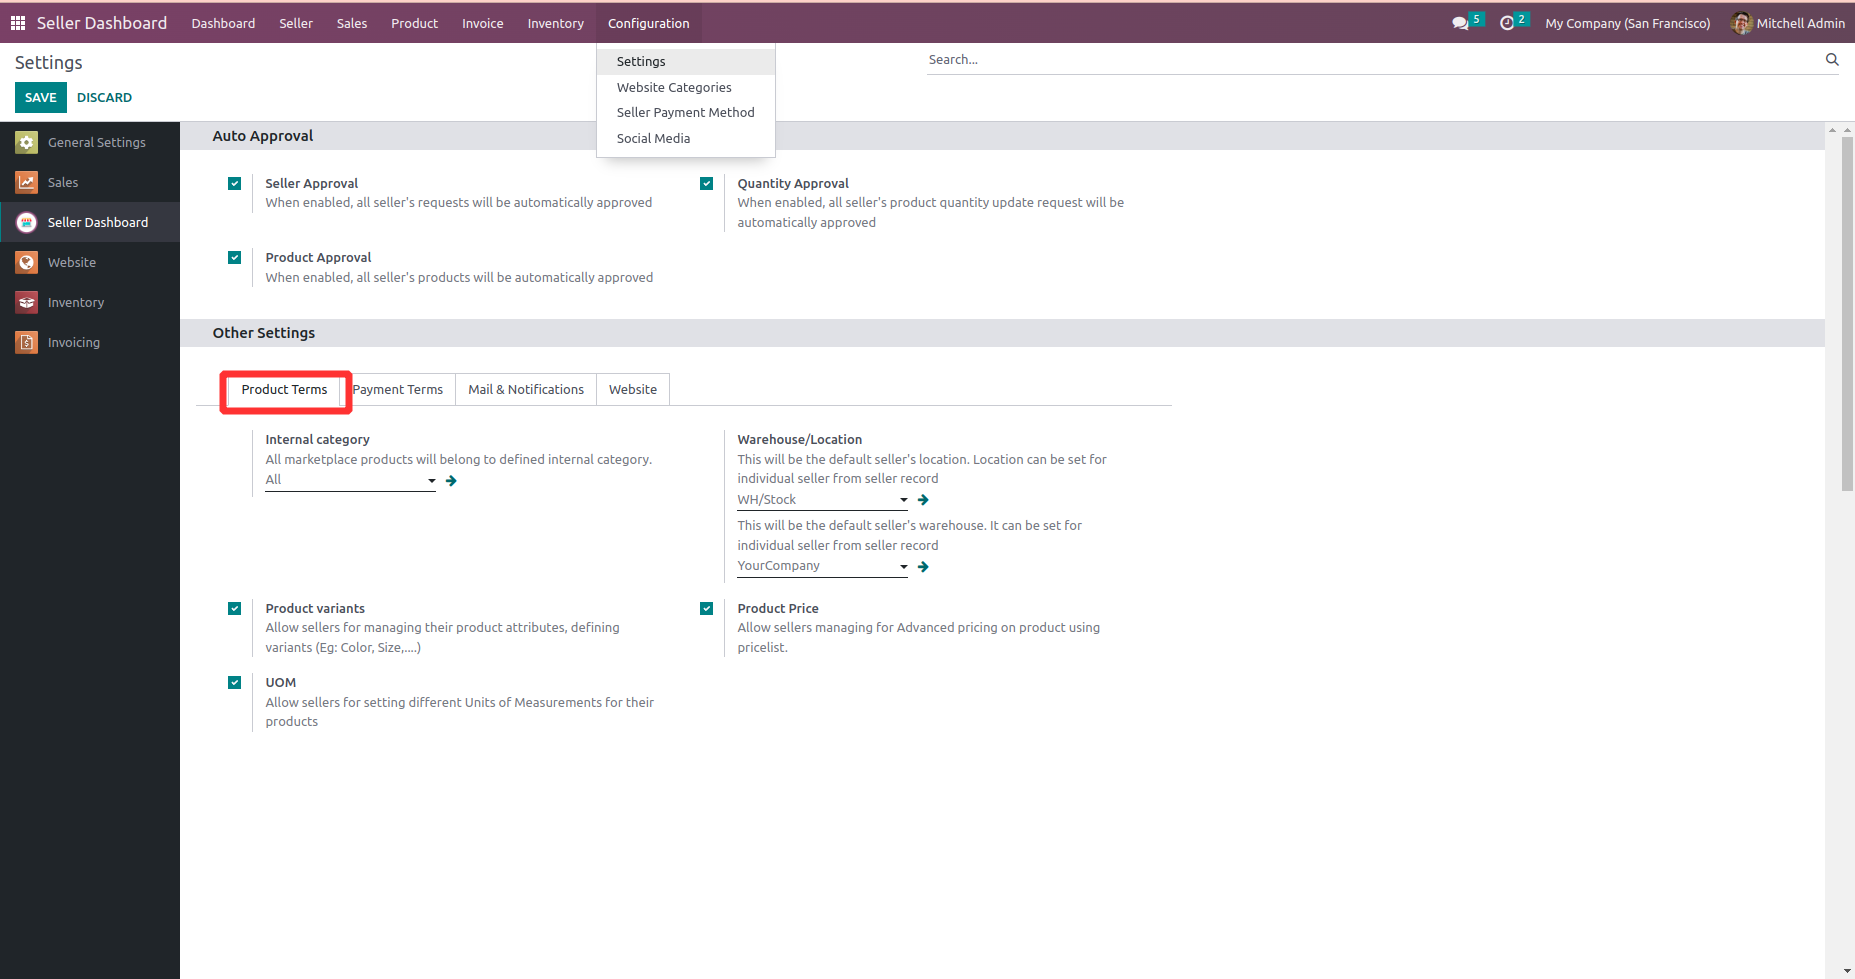 Seller Dashboard Dashboard Seller Sales Product Invoice Inventory Configuration 5 2 My Company (San Francisco) Mitchell Admin
Settings
Search...
SAVE DISCARD
Settings
Website Categories
Seller Payment Method
Social Media
General Settings
Sales
Seller Dashboard
Website
Inventory
Invoicing
Auto Approval
Seller Approval
When enabled, all seller's requests will be automatically approved
Quantity Approval
When enabled, all seller's product quantity update request will be
automatically approved
Product Approval
When enabled, all seller's products will be automatically approved
Other Settings
Product Terms Payment Terms Mail & Notifications Website
Internal category
All marketplace products will belong to defined internal category.
All
Warehouse/Location
This will be the default seller's location. Location can be set for
individual seller from seller record
WH/Stock
This will be the default seller's warehouse. It can be set for
individual seller from seller record
YourCompany
Product variants
Allow sellers for managing their product attributes, defining
variants (Eg: Color, Size,....)
Product Price
Allow sellers managing for Advanced pricing on product using
pricelist.
UOM
Allow sellers for setting different Units of Measurements for their
products